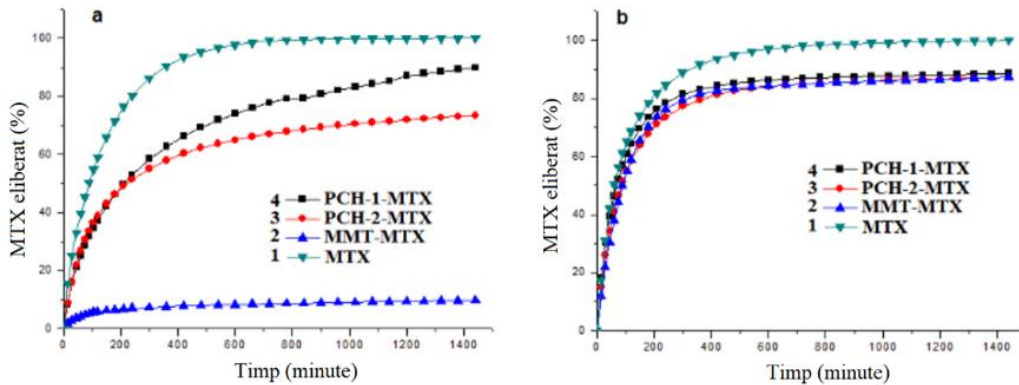 a
100
80
60
40
20
0
MTX eliberat (%)
4 PCH-1-MTX
3 PCH-2-MTX
2 MMT-MTX
1 MTX
0 200 400 600 800 1000 1200 1400
Timp (minute)
b
100
80
60
40
20
0
MTX eliberat (%)
4 PCH-1-MTX
3 PCH-2-MTX
2 MMT-MTX
1 MTX
0 200 400 600 800 1000 1200 1400
Timp (minute)